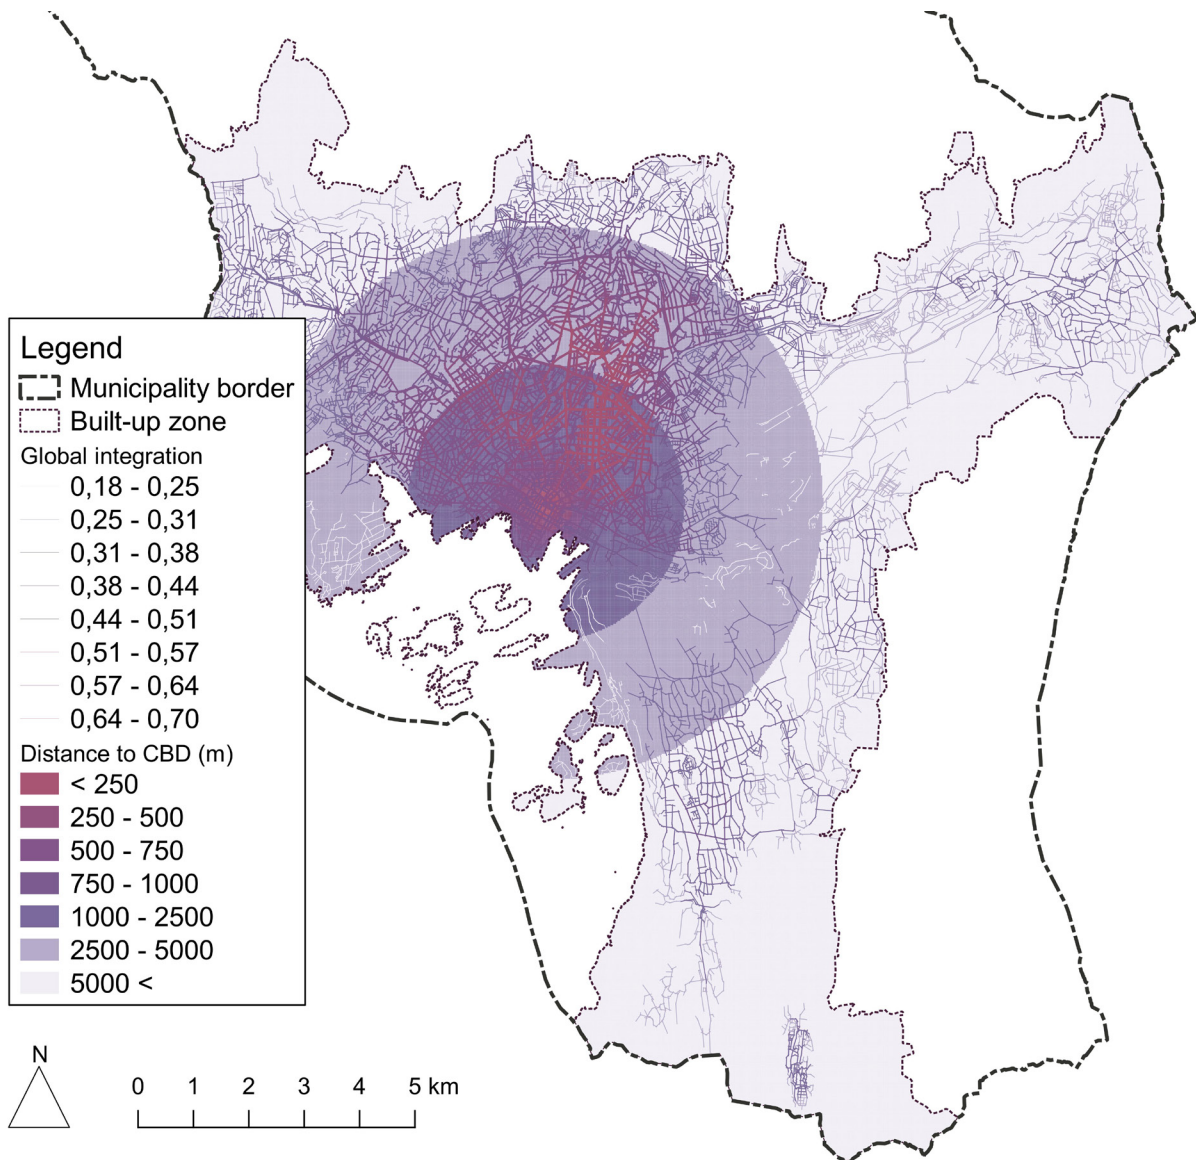 Legend
Municipality border
Built-up zone
Global integration
0,18 - 0,25
0,25 - 0,31
0,31 - 0,38
0,38 - 0,44
0,44 - 0,51
0,51 - 0,57
0,57 - 0,64
0,64 - 0,70
Distance to CBD (m)
< 250
250 - 500
500 - 750
750 - 1000
1000 - 2500
2500 - 5000
5000 <
N
0 1 2 3 4 5 km